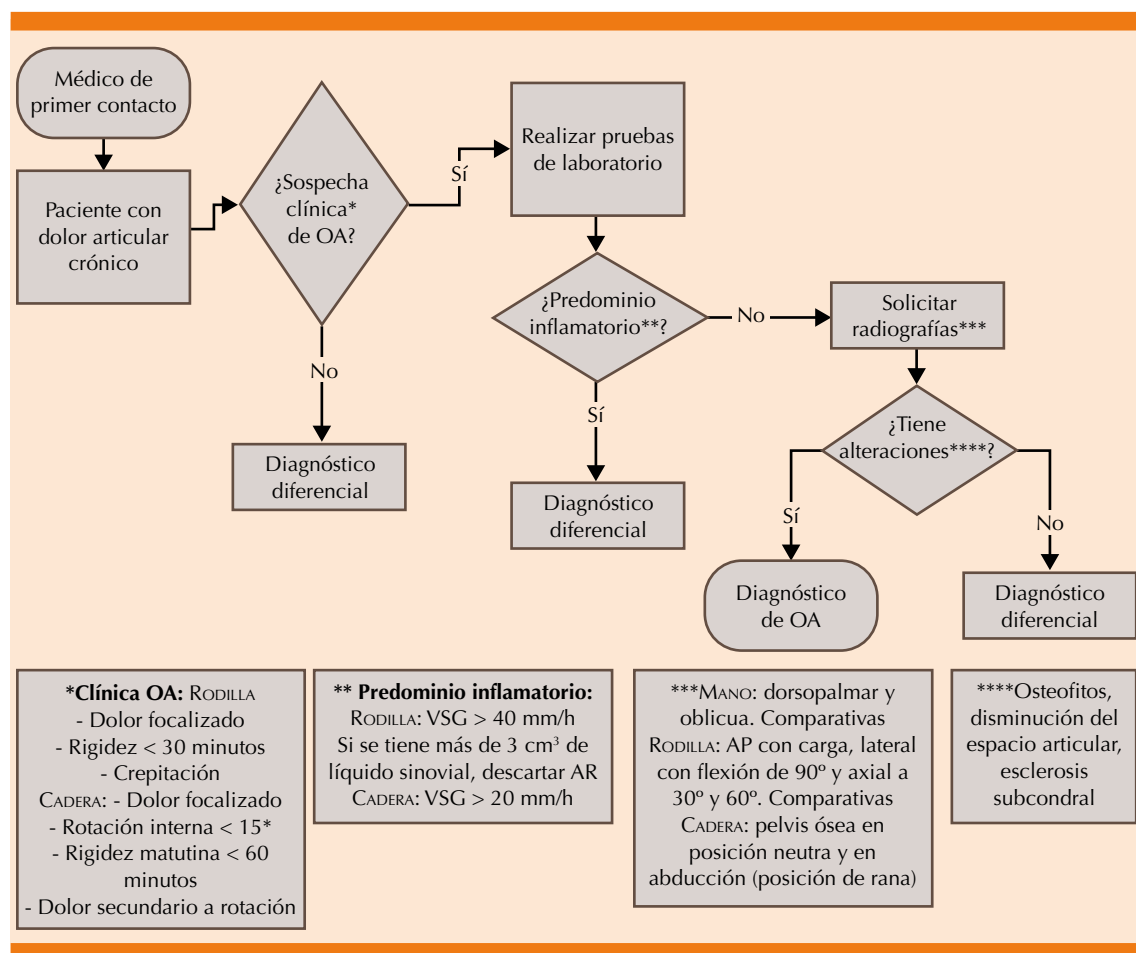 Médico de
primer contacto
Paciente con
dolor articular
crónico
¿Sospecha
clínica*
de OA?
Sí
No
Diagnóstico
diferencial
Realizar pruebas
de laboratorio
¿Predominio
inflamatorio**?
No
Sí
Diagnóstico
diferencial
Solicitar
radiografías***
¿Tiene
alteraciones****?
Sí
No
Diagnóstico
de OA
Diagnóstico
diferencial
*Clínica OA: Rodilla
- Dolor focalizado
- Rigidez < 30 minutos
- Crepitación
Cadera: - Dolor focalizado
- Rotación interna < 15*
- Rigidez matutina < 60
minutos
- Dolor secundario a rotación
** Predominio inflamatorio:
Rodilla: VSG > 40 mm/h
Si se tiene más de 3 cm³ de
líquido sinovial, descartar AR
Cadera: VSG > 20 mm/h
***Mano: dorsopalmar y
oblicua. Comparativas
Rodilla: AP con carga, lateral
con flexión de 90º y axial a
30º y 60º. Comparativas
Cadera: pelvis ósea en
posición neutra y en
abducción (posición de rana)
****Osteofitos,
disminución del
espacio articular,
esclerosis
subcondral